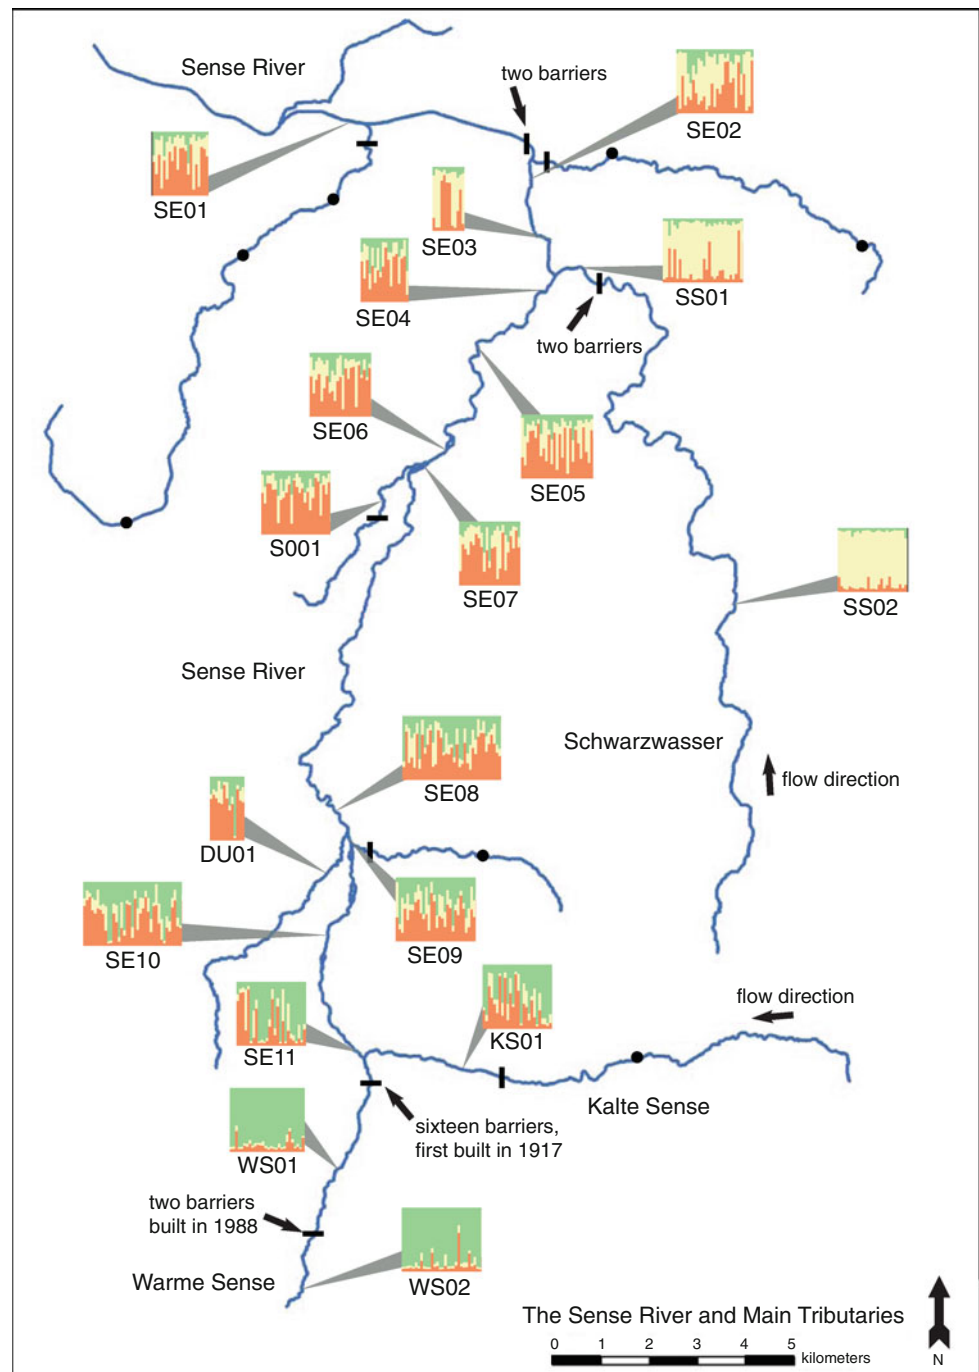 Sense River
two barriers
SE02
SE01
SE03
SS01
SE04
two barriers
SE06
SE05
S001
SE07
SS02
Sense River
Schwarzwasser
flow direction
SE08
DU01
SE09
SE10
flow direction
KS01
SE11
Kalte Sense
sixteen barriers,
first built in 1917
WS01
two barriers
built in 1988
Warme Sense
WS02
The Sense River and Main Tributaries
0 1 2 3 4 5
kilometers
N